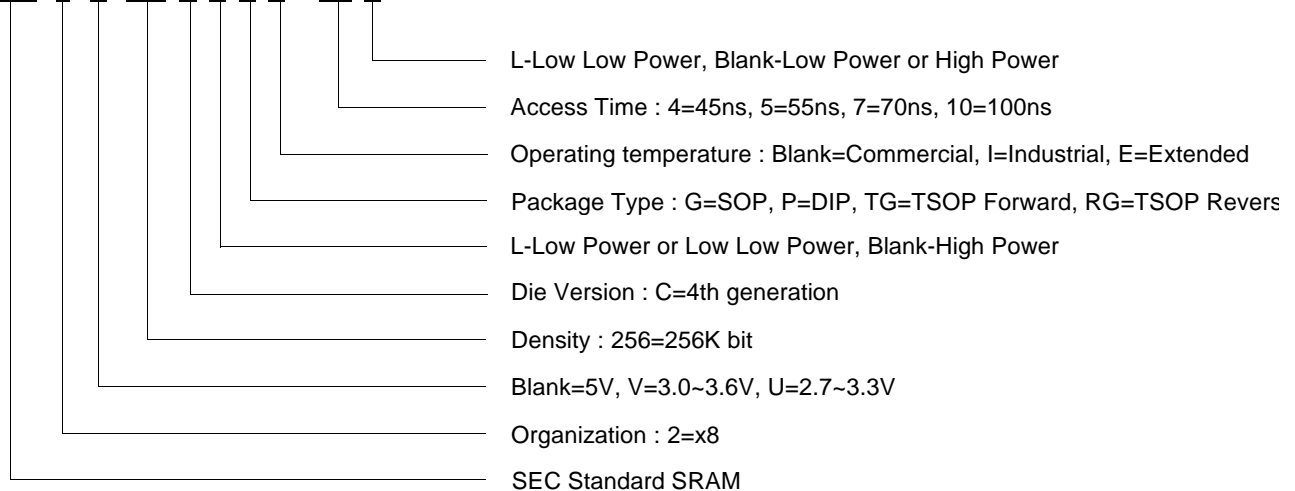 L-Low Low Power, Blank-Low Power or High Power
Access Time : 4=45ns, 5=55ns, 7=70ns, 10=100ns
Operating temperature : Blank=Commercial, I=Industrial, E=Extended
Package Type : G=SOP, P=DIP, TG=TSOP Forward, RG=TSOP Revers
L-Low Power or Low Low Power, Blank-High Power
Die Version : C=4th generation
Density : 256=256K bit
Blank=5V, V=3.0~3.6V, U=2.7~3.3V
Organization : 2=x8
SEC Standard SRAM